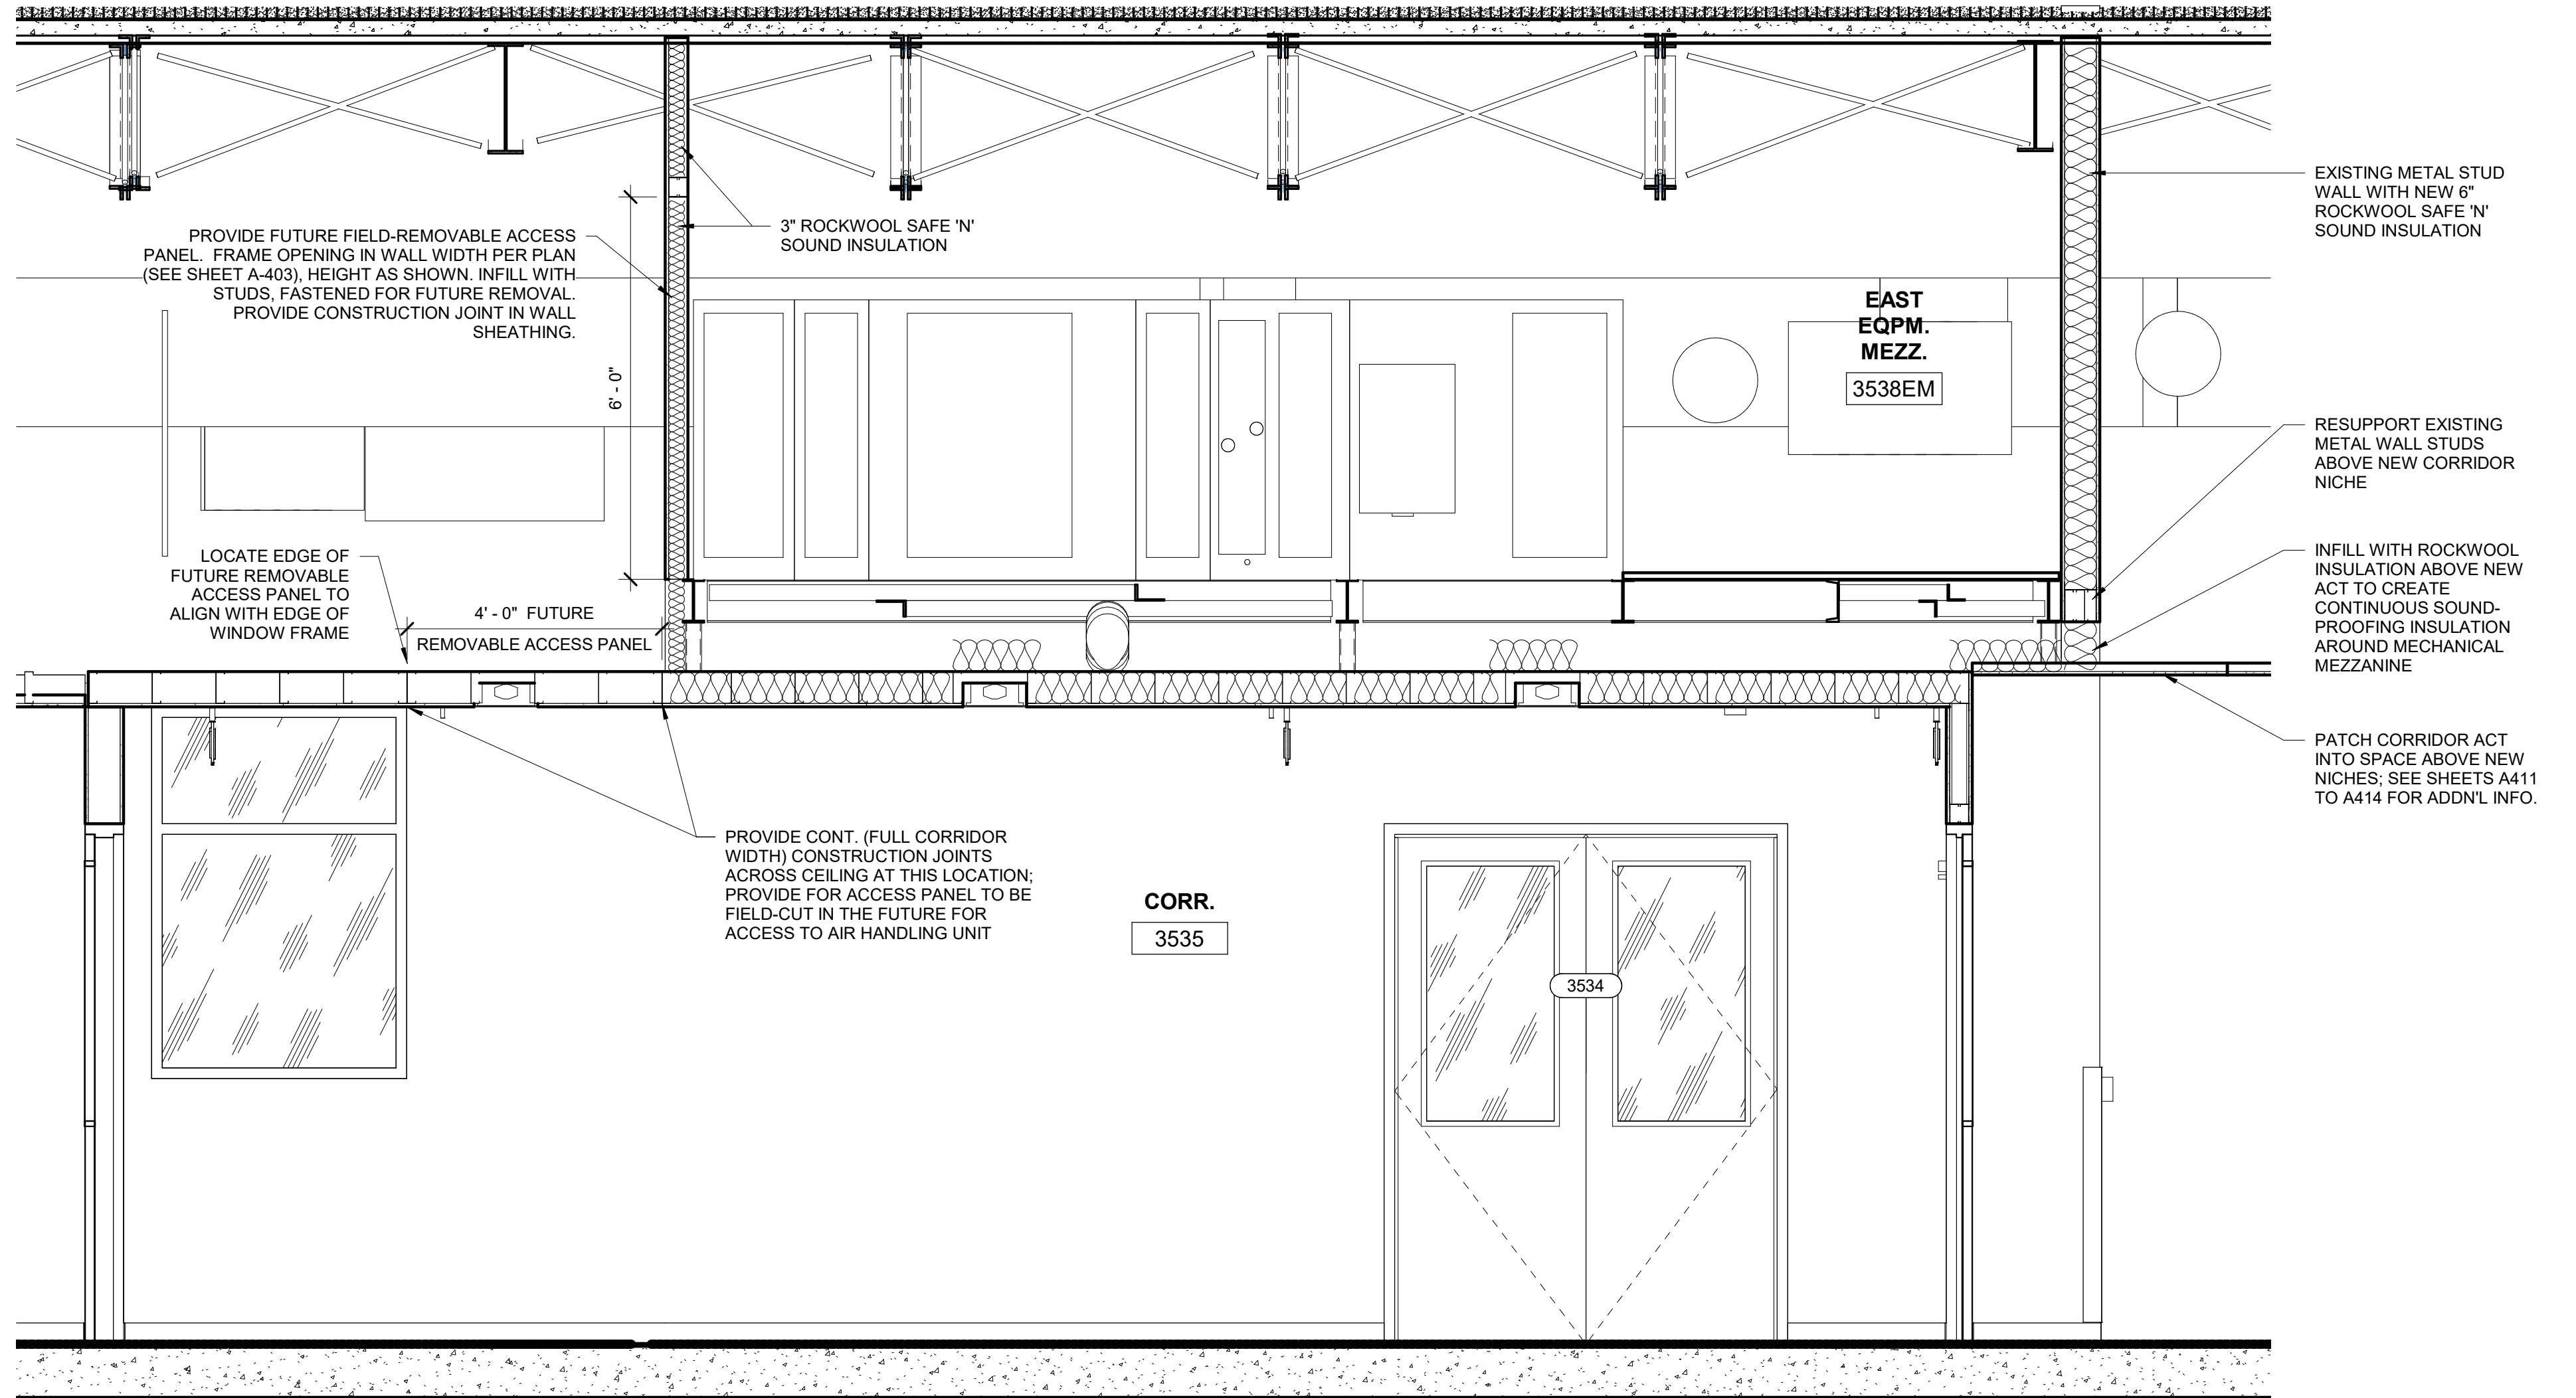 EXISTING METAL STUD
WALL WITH NEW 6"
ROCKWOOL SAFE 'N'
SOUND INSULATION
3" ROCKWOOL SAFE 'N'
SOUND INSULATION
PROVIDE FUTURE FIELD-REMOVABLE ACCESS
PANEL. FRAME OPENING IN WALL WIDTH PER PLAN
(SEE SHEET A-403), HEIGHT AS SHOWN. INFILL WITH
STUDS, FASTENED FOR FUTURE REMOVAL.
PROVIDE CONSTRUCTION JOINT IN WALL
SHEATHING.
EAST
EQPM.
MEZZ.
3538EM
6' - 0"
RESUPPORT EXISTING
METAL WALL STUDS
ABOVE NEW CORRIDOR
NICHE
LOCATE EDGE OF
FUTURE REMOVABLE
ACCESS PANEL TO
ALIGN WITH EDGE OF
WINDOW FRAME
4' - 0" FUTURE
REMOVABLE ACCESS PANEL
INFILL WITH ROCKWOOL
INSULATION ABOVE NEW
ACT TO CREATE
CONTINUOUS SOUND-
PROOFING INSULATION
AROUND MECHANICAL
MEZZANINE
PATCH CORRIDOR ACT
INTO SPACE ABOVE NEW
NICHES; SEE SHEETS A411
TO A414 FOR ADDN'L INFO.
PROVIDE CONT. (FULL CORRIDOR
WIDTH) CONSTRUCTION JOINTS
ACROSS CEILING AT THIS LOCATION;
PROVIDE FOR ACCESS PANEL TO BE
FIELD-CUT IN THE FUTURE FOR
ACCESS TO AIR HANDLING UNIT
CORR.
3535
3534